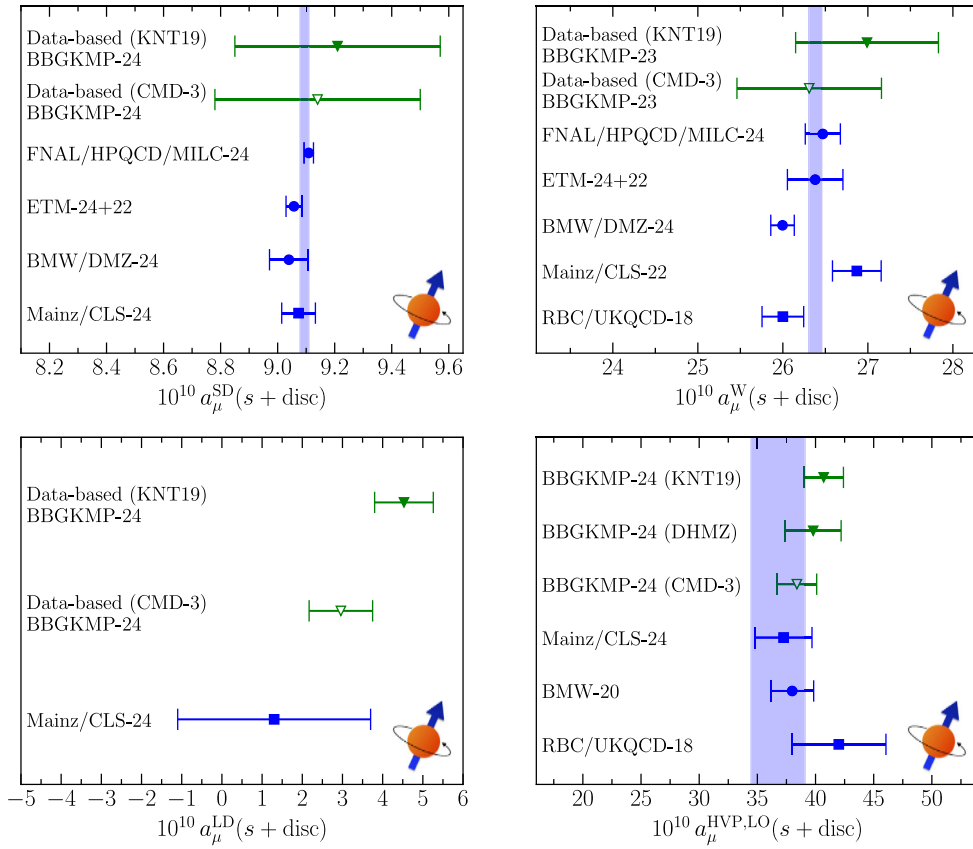 Data-based (KNT19)
BBGKMP-24
Data-based (CMD-3)
BBGKMP-24
FNAL/HPQCD/MILC-24
ETM-24+22
BMW/DMZ-24
Mainz/CLS-24
8.2 8.4 8.6 8.8 9.0 9.2 9.4 9.6
10^{10} a_μ^{SD}(s + disc)
Data-based (KNT19)
BBGKMP-23
Data-based (CMD-3)
BBGKMP-23
FNAL/HPQCD/MILC-24
ETM-24+22
BMW/DMZ-24
Mainz/CLS-22
RBC/UKQCD-18
24 25 26 27 28
10^{10} a_μ^{W}(s + disc)
Data-based (KNT19)
BBGKMP-24
Data-based (CMD-3)
BBGKMP-24
Mainz/CLS-24
−5 −4 −3 −2 −1 0 1 2 3 4 5 6
10^{10} a_μ^{LD}(s + disc)
BBGKMP-24 (KNT19)
BBGKMP-24 (DHMZ)
BBGKMP-24 (CMD-3)
Mainz/CLS-24
BMW-20
RBC/UKQCD-18
20 25 30 35 40 45 50
10^{10} a_μ^{HVP,LO}(s + disc)